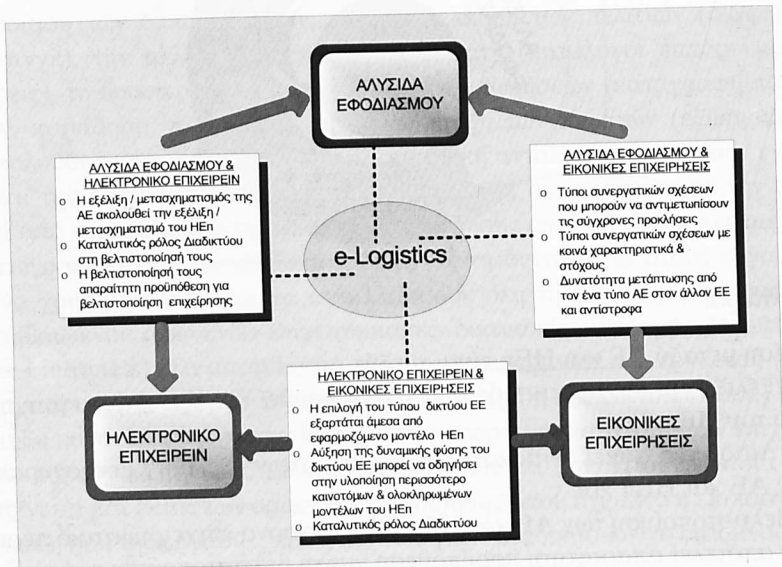 ΑΛΥΣΙΔΑ
ΕΦΟΔΙΑΣΜΟΥ
ΑΛΥΣΙΔΑ ΕΦΟΔΙΑΣΜΟΥ &
ΗΛΕΚΤΡΟΝΙΚΟ ΕΠΙΧΕΙΡΕΙΝ
o Η εξέλιξη / μετασχηματισμός της
ΑΕ ακολουθεί την εξέλιξη /
μετασχηματισμό του ΗΕπ
o Καταλυτικός ρόλος Διαδικτύου
στη βελτιστοποίησή τους
o Η βελτιστοποίησή τους
απαραίτητη προϋπόθεση για
βελτιστοποίηση επιχείρησης
ΑΛΥΣΙΔΑ ΕΦΟΔΙΑΣΜΟΥ &
ΕΙΚΟΝΙΚΕΣ ΕΠΙΧΕΙΡΗΣΕΙΣ
o Τύποι συνεργατικών σχέσεων
που μπορούν να αντιμετωπίσουν
τις σύγχρονες προκλήσεις
o Τύποι συνεργατικών σχέσεων με
κοινά χαρακτηριστικά &
στόχους
o Δυνατότητα μετάπτωσης από
τον ένα τύπο ΑΕ στον άλλον ΕΕ
και αντίστροφα
e-Logistics
ΗΛΕΚΤΡΟΝΙΚΟ ΕΠΙΧΕΙΡΕΙΝ &
ΕΙΚΟΝΙΚΕΣ ΕΠΙΧΕΙΡΗΣΕΙΣ
o Η επιλογή του τύπου δικτύου ΕΕ
εξαρτάται άμεσα από
εφαρμοζόμενο μοντέλο ΗΕπ
o Αύξηση της δυναμικής φύσης του
δικτύου ΕΕ μπορεί να οδηγήσει
στην υλοποίηση περισσότερο
καινοτόμων & ολοκληρωμένων
μοντέλων του ΗΕπ
o Καταλυτικός ρόλος Διαδικτύου
ΗΛΕΚΤΡΟΝΙΚΟ
ΕΠΙΧΕΙΡΕΙΝ
ΕΙΚΟΝΙΚΕΣ
ΕΠΙΧΕΙΡΗΣΕΙΣ